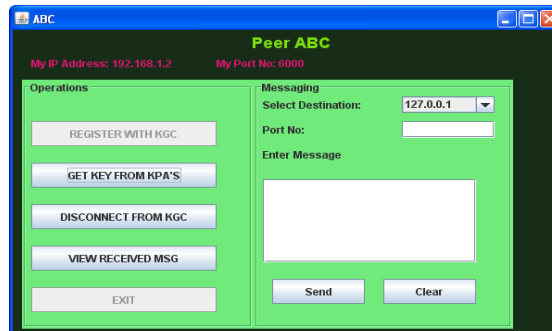 ABC
Peer ABC
My IP Address: 192.168.1.2 My Port No: 6000
Operations
REGISTER WITH KGC
GET KEY FROM KPA'S
DISCONNECT FROM KGC
VIEW RECEIVED MSG
EXIT
Messaging
Select Destination: 127.0.0.1
Port No:
Enter Message
Send Clear